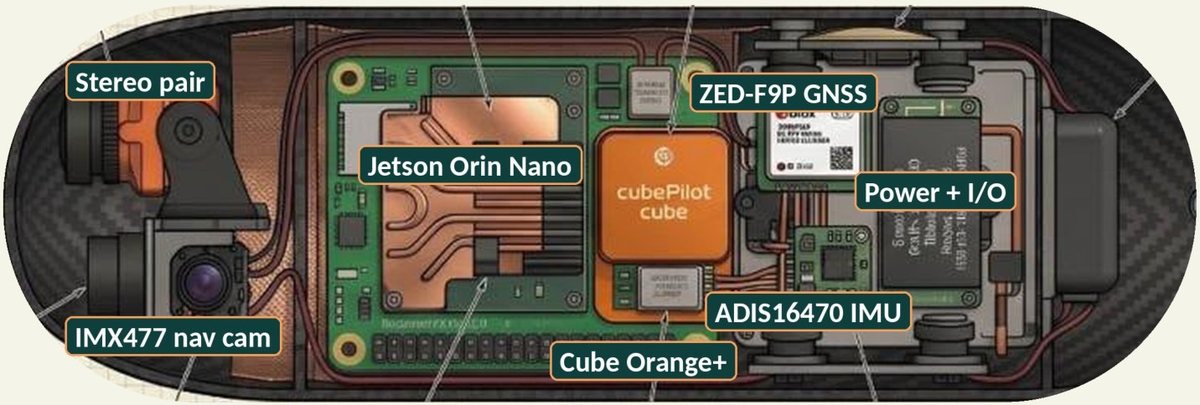 Stereo pair
ZED-F9P GNSS
Jetson Orin Nano
Power + I/O
cubePilot
cube
ADIS16470 IMU
IMX477 nav cam
Cube Orange+